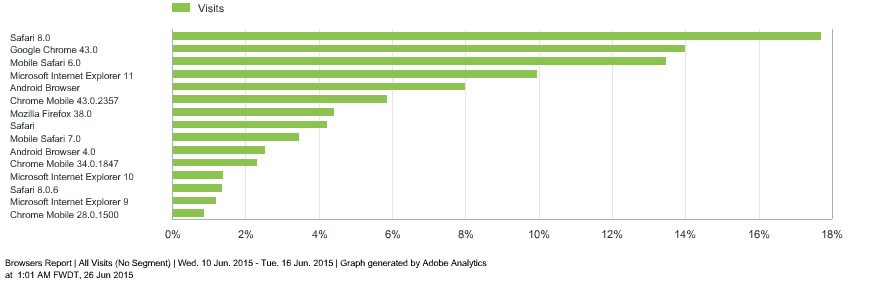 Visits
Safari 8.0
Google Chrome 43.0
Mobile Safari 6.0
Microsoft Internet Explorer 11
Android Browser
Chrome Mobile 43.0.2357
Mozilla Firefox 38.0
Safari
Mobile Safari 7.0
Android Browser 4.0
Chrome Mobile 34.0.1847
Microsoft Internet Explorer 10
Safari 8.0.6
Microsoft Internet Explorer 9
Chrome Mobile 28.0.1500
0% 2% 4% 6% 8% 10% 12% 14% 16% 18%
Browsers Report | All Visits (No Segment) | Wed. 10 Jun. 2015 - Tue. 16 Jun. 2015 | Graph generated by Adobe Analytics
at 1:01 AM FWDT, 26 Jun 2015